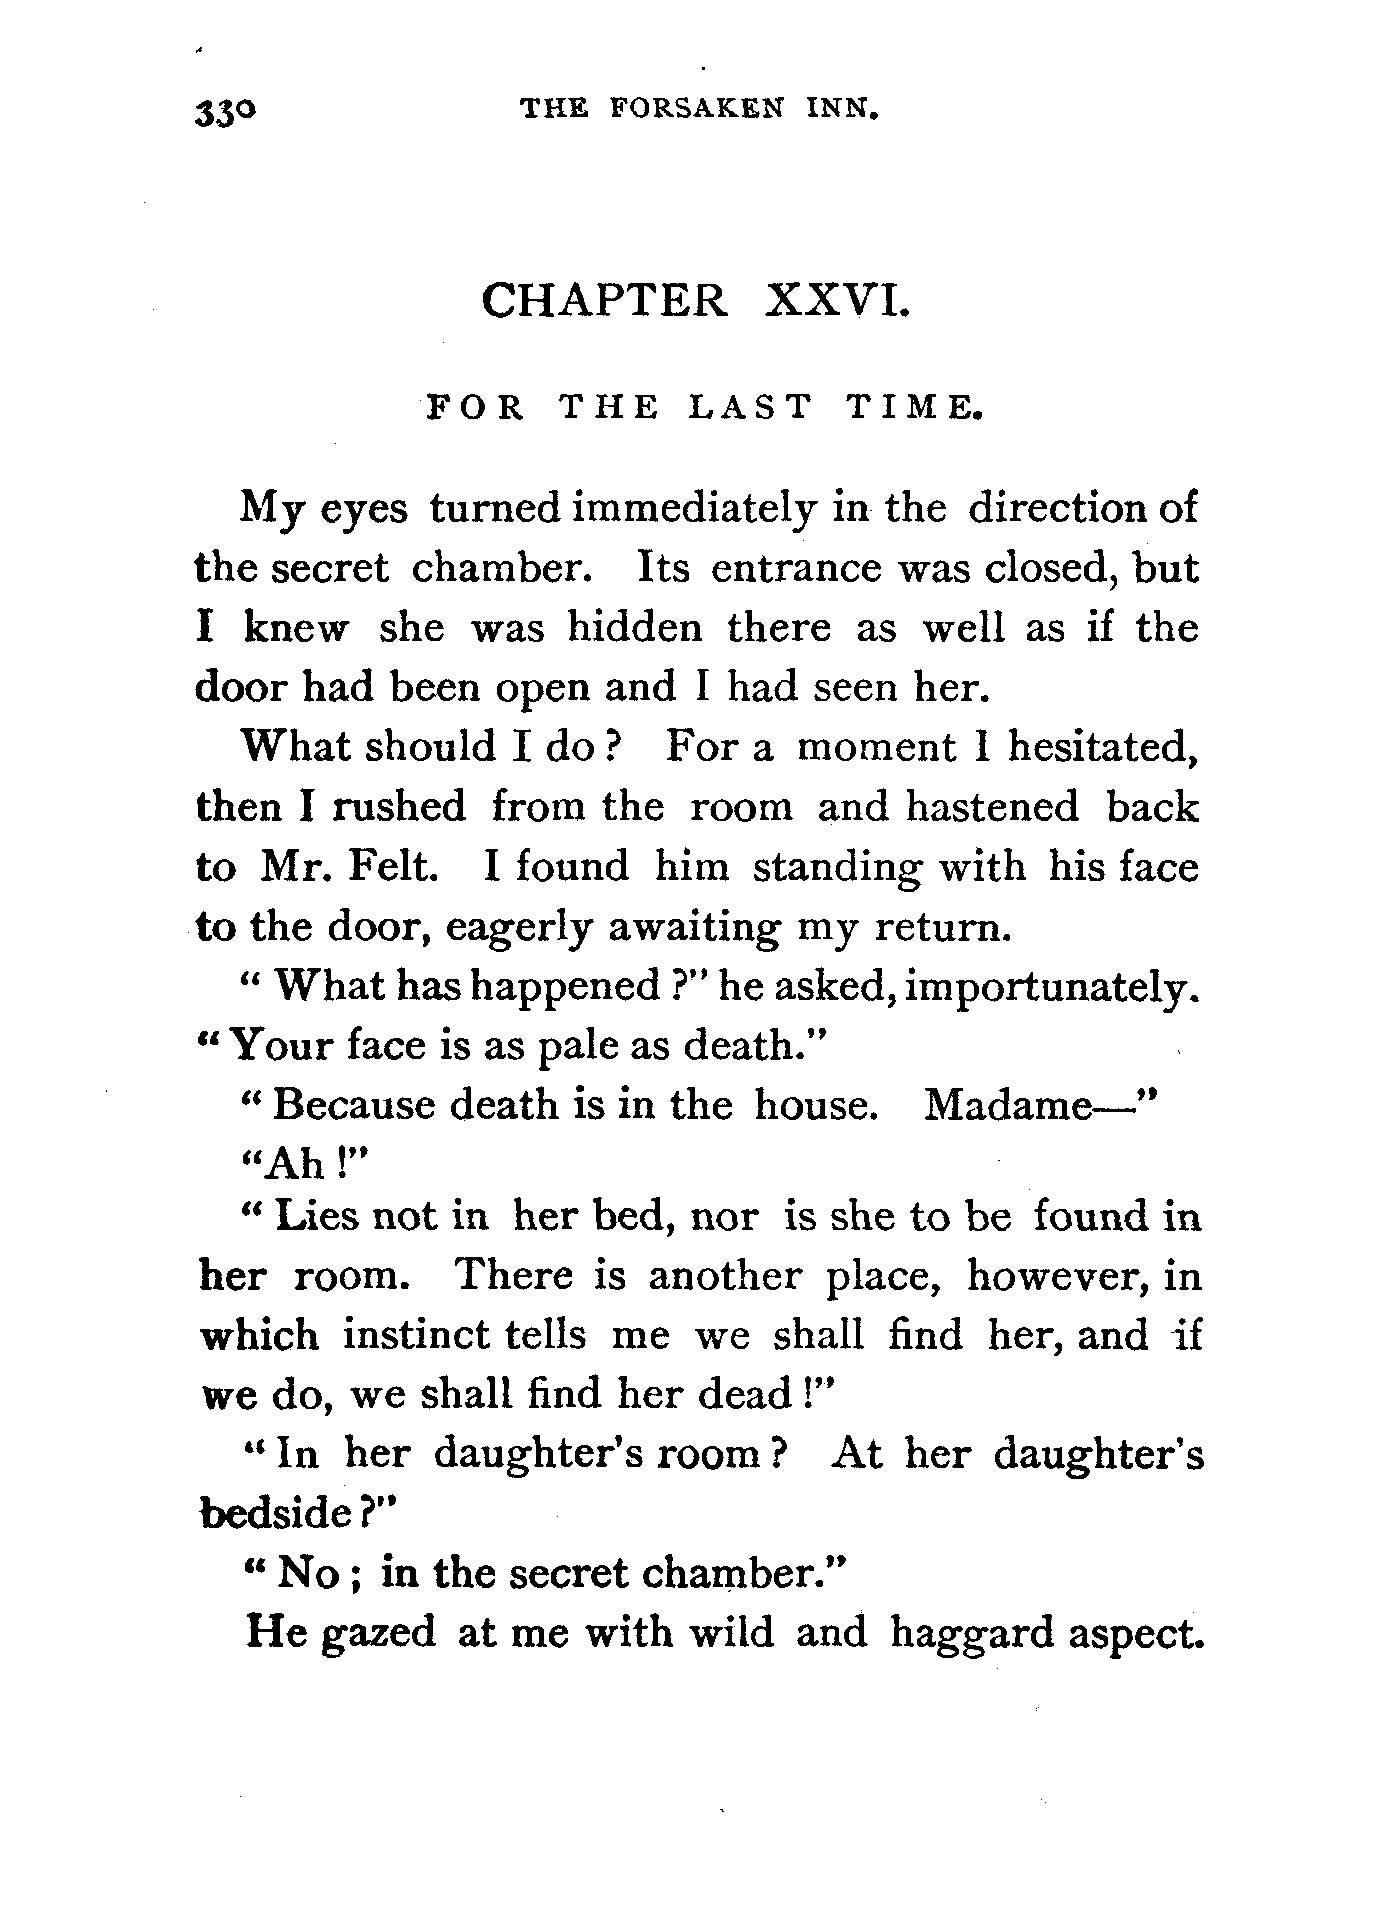 330 THE FORSAKEN INN.
CHAPTER XXVI.
FOR THE LAST TIME.
My eyes turned immediately in the direction of
the secret chamber. Its entrance was closed, but
I knew she was hidden there as well as if the
door had been open and I had seen her.
What should I do? For a moment I hesitated,
then I rushed from the room and hastened back
to Mr. Felt. I found him standing with his face
to the door, eagerly awaiting my return.
"What has happened?" he asked, importunately.
"Your face is as pale as death."
"Because death is in the house. Madame—"
"Ah!"
"Lies not in her bed, nor is she to be found in
her room. There is another place, however, in
which instinct tells me we shall find her, and if
we do, we shall find her dead!"
"In her daughter's room? At her daughter's
bedside?"
"No; in the secret chamber."
He gazed at me with wild and haggard aspect.